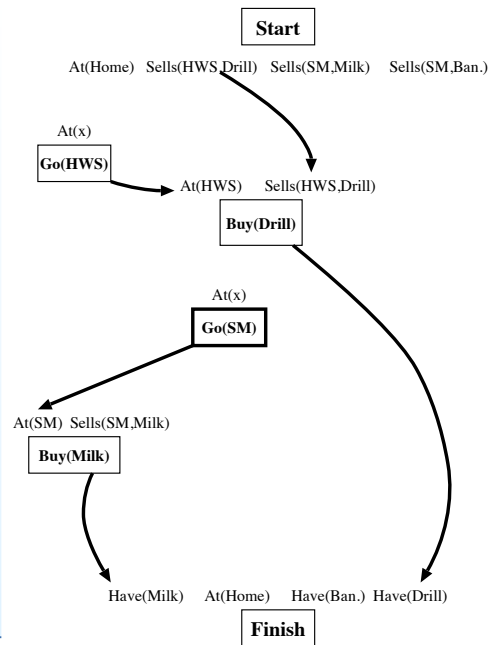 Start
At(Home) Sells(HWS,Drill) Sells(SM,Milk) Sells(SM,Ban.)
At(x)
Go(HWS)
At(HWS) Sells(HWS,Drill)
Buy(Drill)
At(x)
Go(SM)
At(SM) Sells(SM,Milk)
Buy(Milk)
Have(Milk) At(Home) Have(Ban.) Have(Drill)
Finish